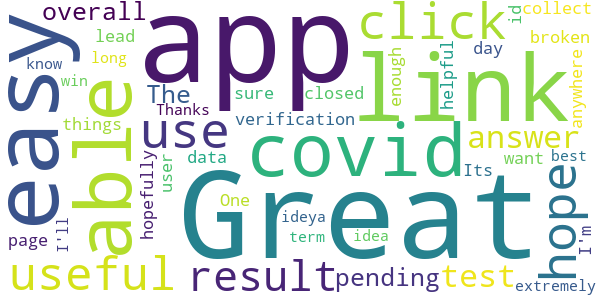 overall
app
click
id
collect
easy
know
lead
long
win
things
able
The
Thanks
use
sure
closed
verification
link
enough
helpful
day
broken
anywhere
answer
hopefully
user
data
covid
Its
want
best
One
Great
ideya
term
idea
hope
I'm
page
I'll
useful
result
pending
test
extremely